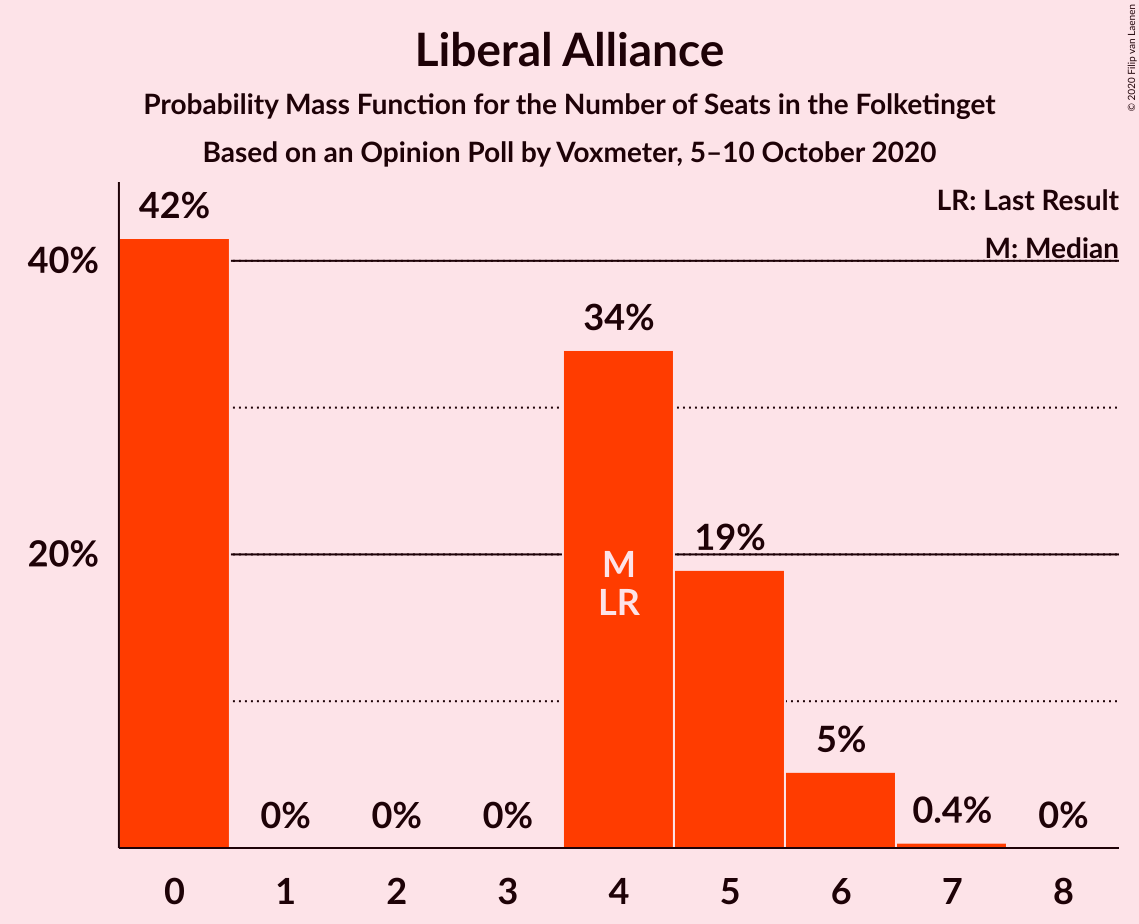 Liberal Alliance
Probability Mass Function for the Number of Seats in the Folketinget
Based on an Opinion Poll by Voxmeter, 5–10 October 2020
© 2020 Filip van Laenen
LR: Last Result
M: Median
42%
40%
34%
20%
19%
M
LR
5%
0%
0%
0%
0.4%
0%
0
1
2
3
4
5
6
7
8